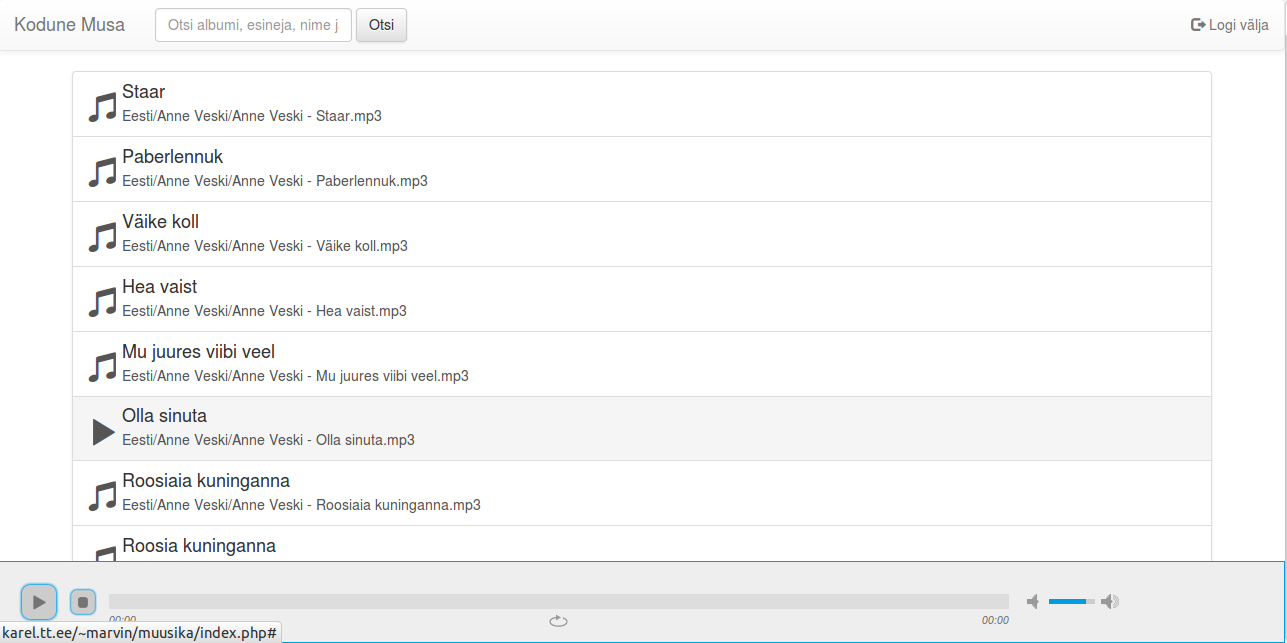 Kodune Musa
Otsi albumi, esineja, nime j
Otsi
Logi välja
Staar
Eesti/Anne Veski/Anne Veski - Staar.mp3
Paberlennuk
Eesti/Anne Veski/Anne Veski - Paberlennuk.mp3
Väike koll
Eesti/Anne Veski/Anne Veski - Väike koll.mp3
Hea vaist
Eesti/Anne Veski/Anne Veski - Hea vaist.mp3
Mu juures viibi veel
Eesti/Anne Veski/Anne Veski - Mu juures viibi veel.mp3
Olla sinuta
Eesti/Anne Veski/Anne Veski - Olla sinuta.mp3
Roosiaia kuninganna
Eesti/Anne Veski/Anne Veski - Roosiaia kuninganna.mp3
Roosia kuninganna
00:00
00:00
karel.tt.ee/~marvin/muusika/index.php#